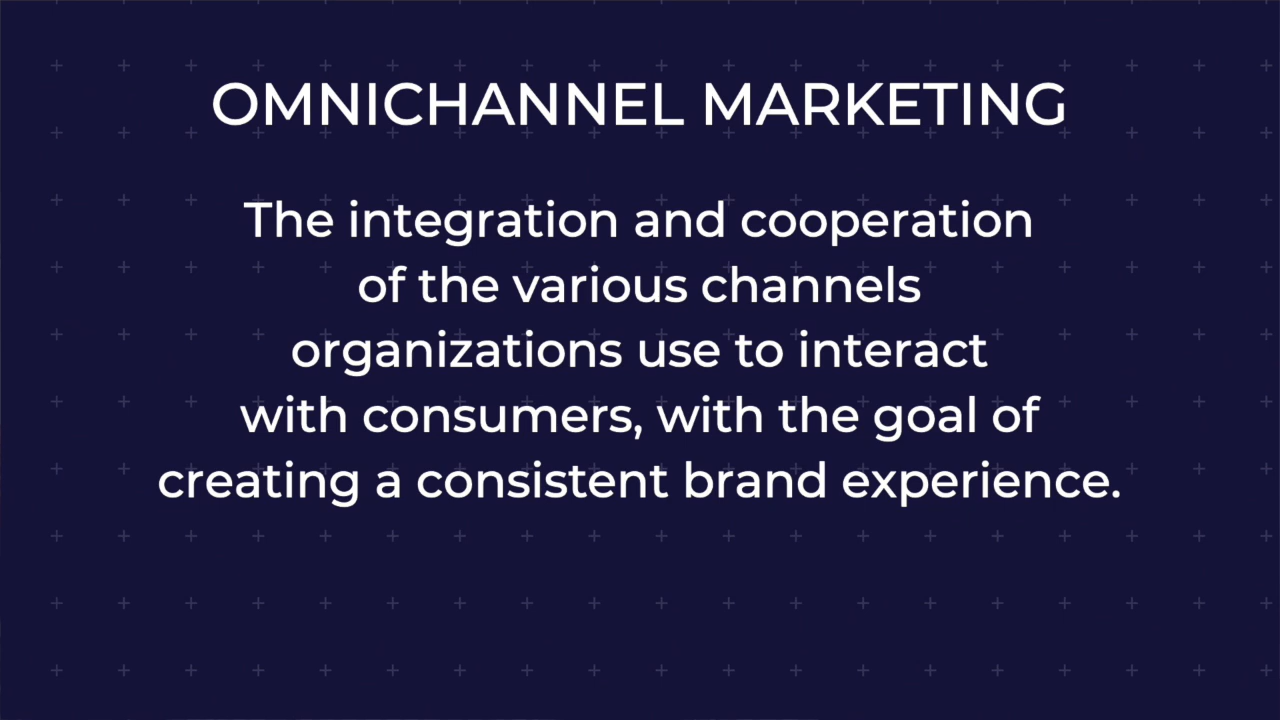 OMNICHANNEL MARKETING
The integration and cooperation
of the various channels
organizations use to interact
with consumers, with the goal of
creating a consistent brand experience.